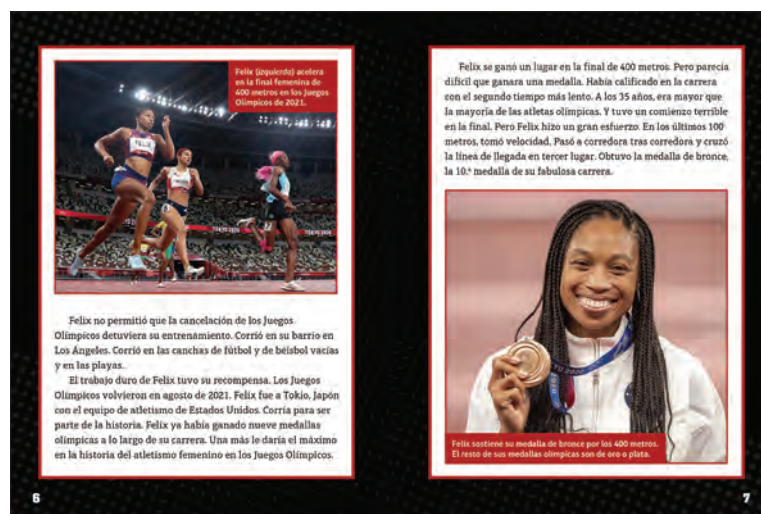 Felix (izquierda) acelera
en la final femenina de
400 metros en los Juegos
Olímpicos de 2021.
FELIX
TOKYO 2020
Felix no permitió que la cancelación de los Juegos
Olímpicos detuviera su entrenamiento. Corrió en su barrio en
Los Ángeles. Corrió en las canchas de fútbol y de béisbol vacías
y en las playas.
El trabajo duro de Felix tuvo su recompensa. Los Juegos
Olímpicos volvieron en agosto de 2021. Felix fue a Tokio, Japón
con el equipo de atletismo de Estados Unidos. Corría para ser
parte de la historia. Felix ya había ganado nueve medallas
olímpicas a lo largo de su carrera. Una más le daría el máximo
en la historia del atletismo femenino en los Juegos Olímpicos.
6
Felix se ganó un lugar en la final de 400 metros. Pero parecía
difícil que ganara una medalla. Había calificado en la carrera
con el segundo tiempo más lento. A los 35 años, era mayor que
la mayoría de las atletas olímpicas. Y tuvo un comienzo terrible
en la final. Pero Felix hizo un gran esfuerzo. En los últimos 100
metros, tomó velocidad. Pasó a corredora tras corredora y cruzó
la línea de llegada en tercer lugar. Obtuvo la medalla de bronce,
la 10.ª medalla de su fabulosa carrera.
Felix sostiene su medalla de bronce por los 400 metros.
El resto de sus medallas olímpicas son de oro o plata.
7